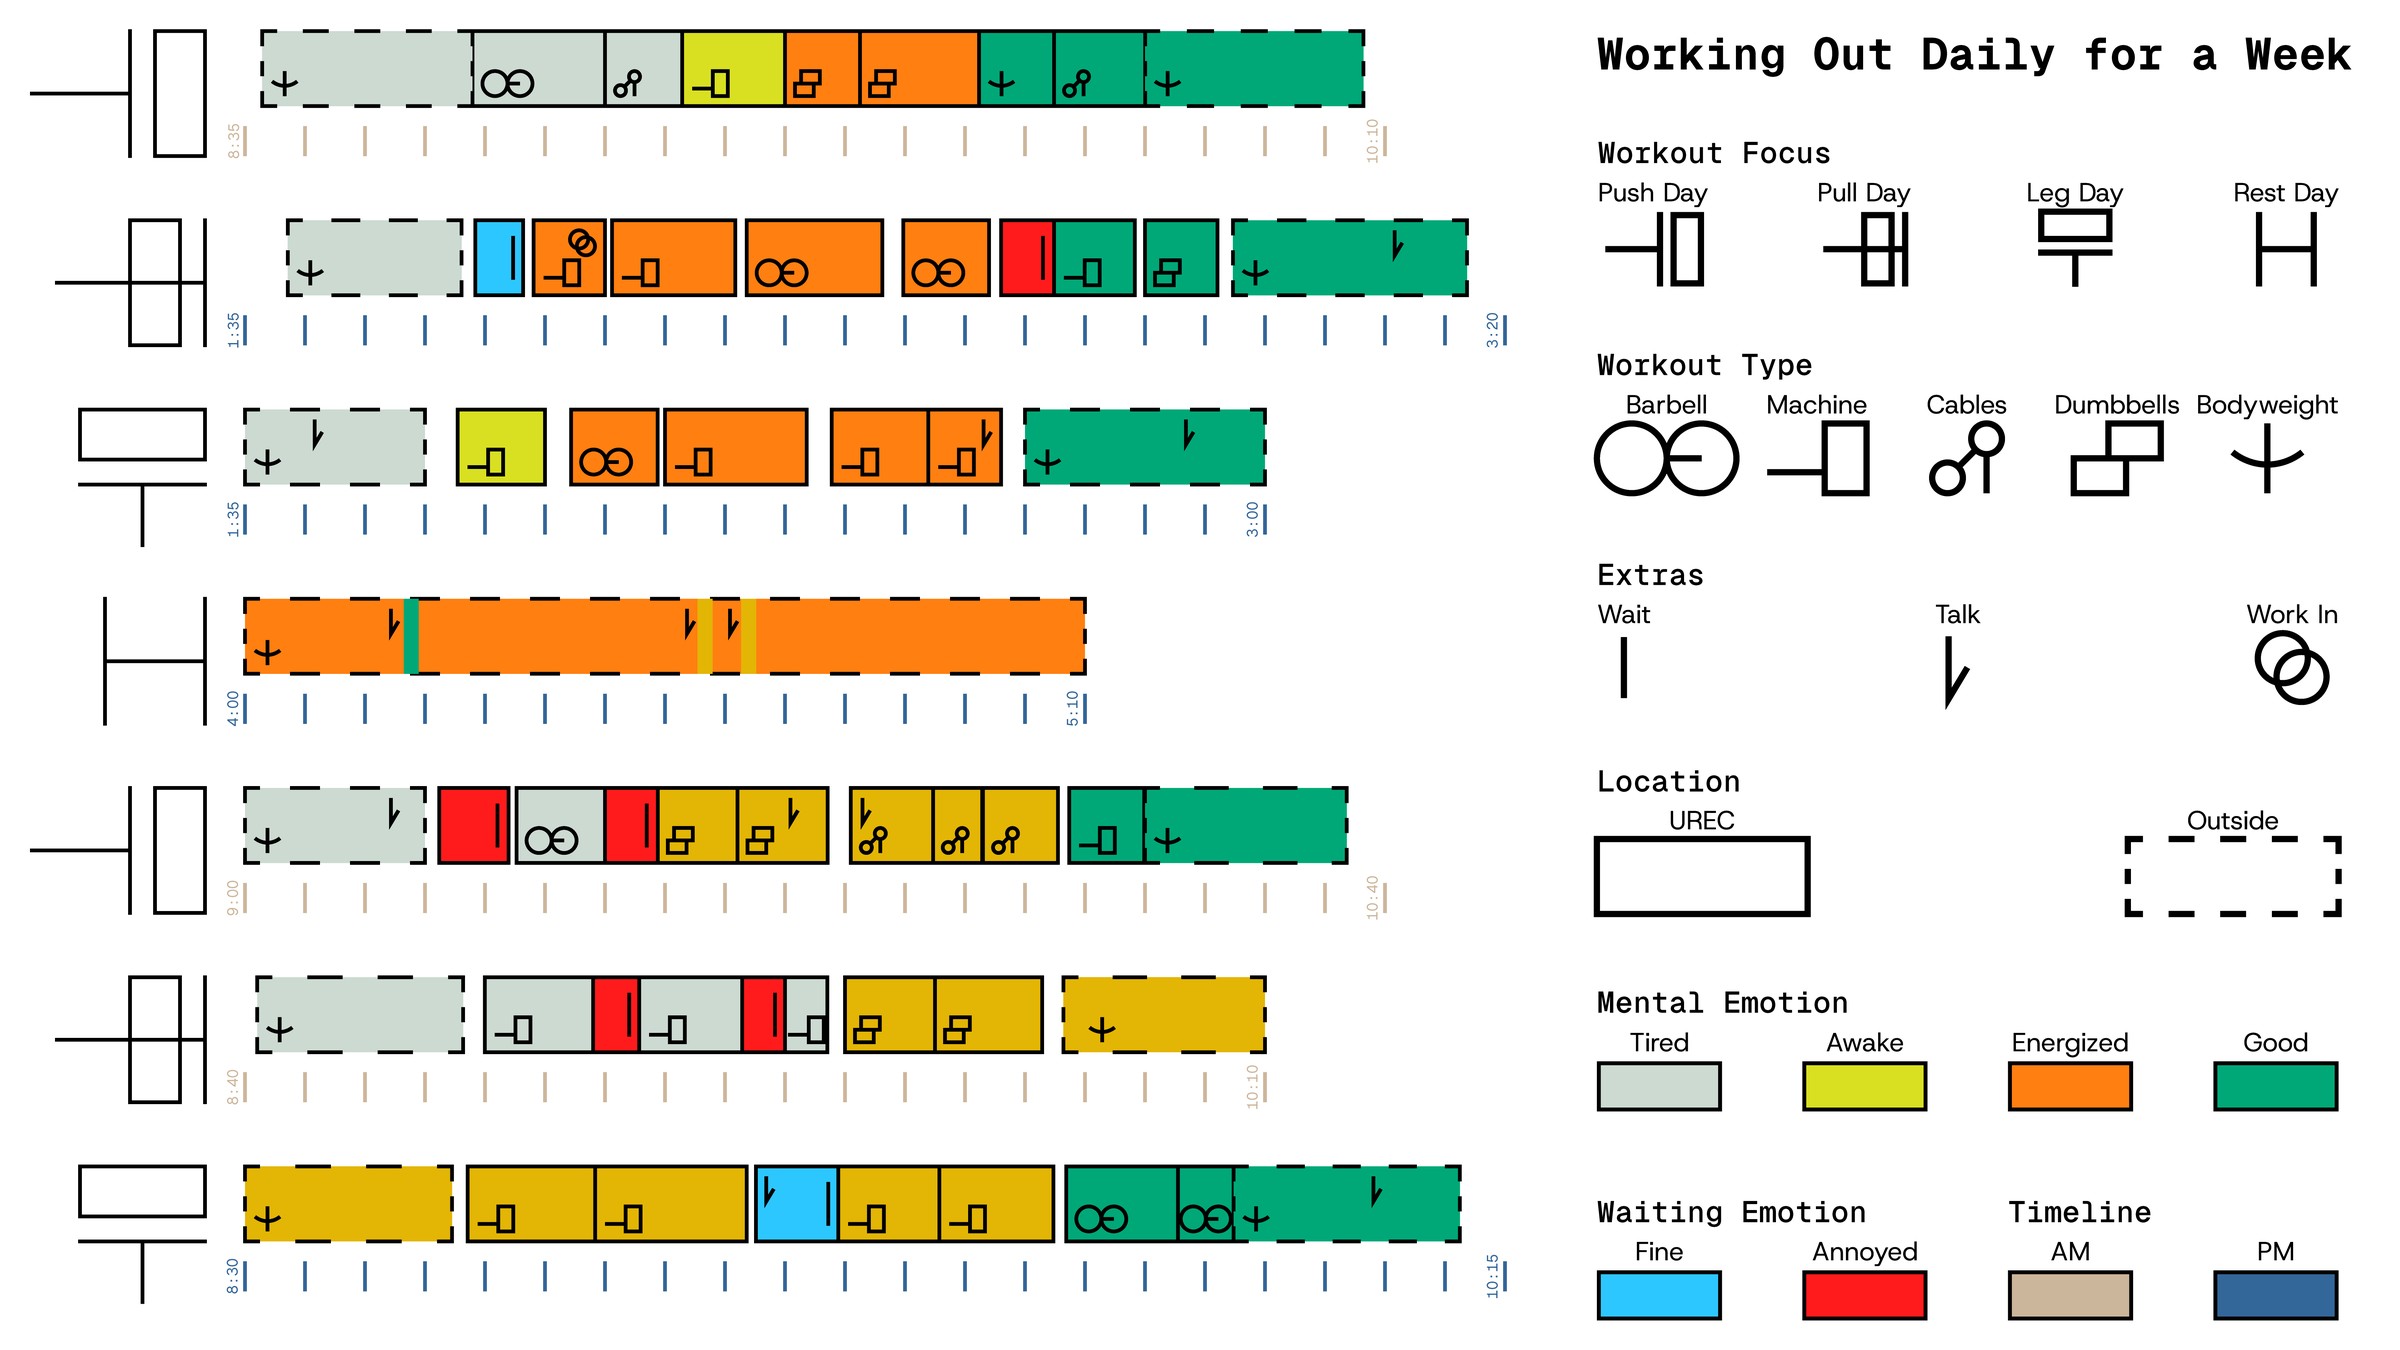 Working Out Daily for a Week
8:35
10:10
1:35
3:20
1:35
3:00
4:00
5:10
9:00
10:40
8:40
10:10
8:30
10:15
Workout Focus
Push Day
Pull Day
Leg Day
Rest Day
Workout Type
Barbell
Machine
Cables
Dumbbells
Bodyweight
Extras
Wait
Talk
Work In
Location
UREC
Outside
Mental Emotion
Tired
Awake
Energized
Good
Waiting Emotion
Fine
Annoyed
Timeline
AM
PM